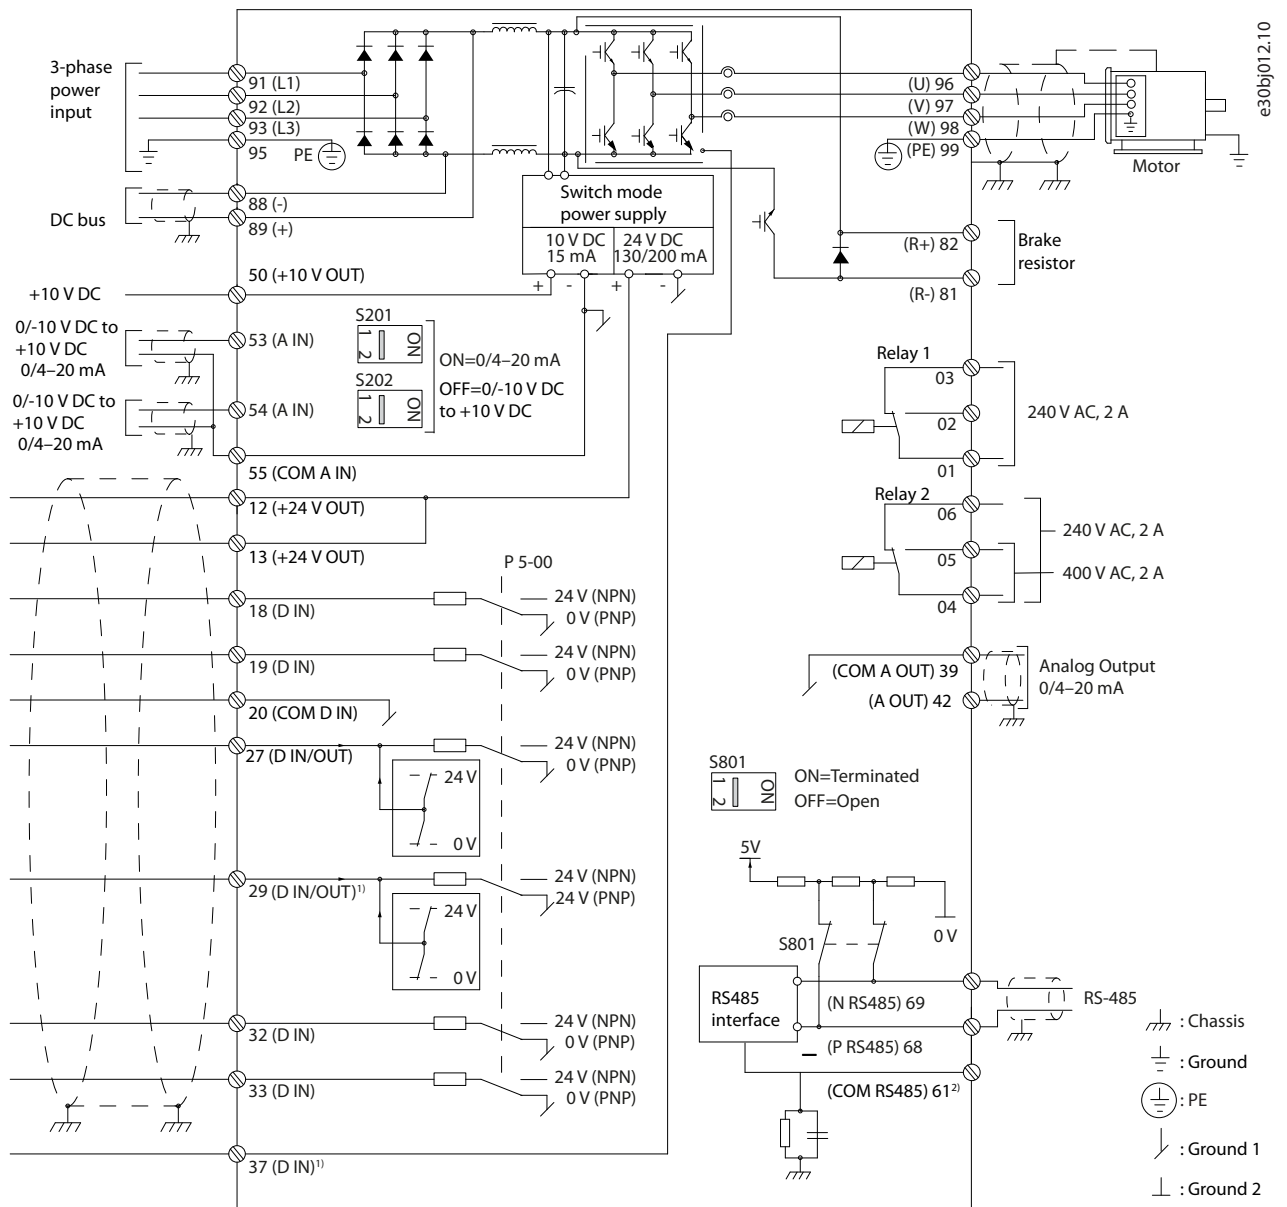 e30bj012.10
3-phase
power
input
91 (L1)
92 (L2)
93 (L3)
95
PE
DC bus
88 (-)
89 (+)
Switch mode
power supply
10 V DC
15 mA
24 V DC
130/200 mA
+ - + -
50 (+10 V OUT)
+10 V DC
0/-10 V DC to
+10 V DC
0/4–20 mA
53 (A IN)
0/-10 V DC to
+10 V DC
0/4–20 mA
54 (A IN)
55 (COM A IN)
S201
1 2 ON
S202
1 2 ON
ON=0/4–20 mA
OFF=0/-10 V DC
to +10 V DC
12 (+24 V OUT)
13 (+24 V OUT)
P 5-00
18 (D IN)
24 V (NPN)
0 V (PNP)
19 (D IN)
24 V (NPN)
0 V (PNP)
20 (COM D IN)
27 (D IN/OUT)
24 V (NPN)
0 V (PNP)
24 V
0 V
29 (D IN/OUT)¹⁾
24 V (NPN)
24 V (PNP)
24 V
0 V
32 (D IN)
24 V (NPN)
0 V (PNP)
33 (D IN)
24 V (NPN)
0 V (PNP)
37 (D IN)¹⁾
(U) 96
(V) 97
(W) 98
(PE) 99
Motor
(R+) 82
(R-) 81
Brake
resistor
Relay 1
03
02
01
240 V AC, 2 A
Relay 2
06
05
04
240 V AC, 2 A
400 V AC, 2 A
(COM A OUT) 39
(A OUT) 42
Analog Output
0/4–20 mA
S801
1 2 ON
ON=Terminated
OFF=Open
5V
0 V
S801
RS485
interface
(N RS485) 69
(P RS485) 68
(COM RS485) 61²⁾
RS-485
: Chassis
: Ground
: PE
: Ground 1
: Ground 2